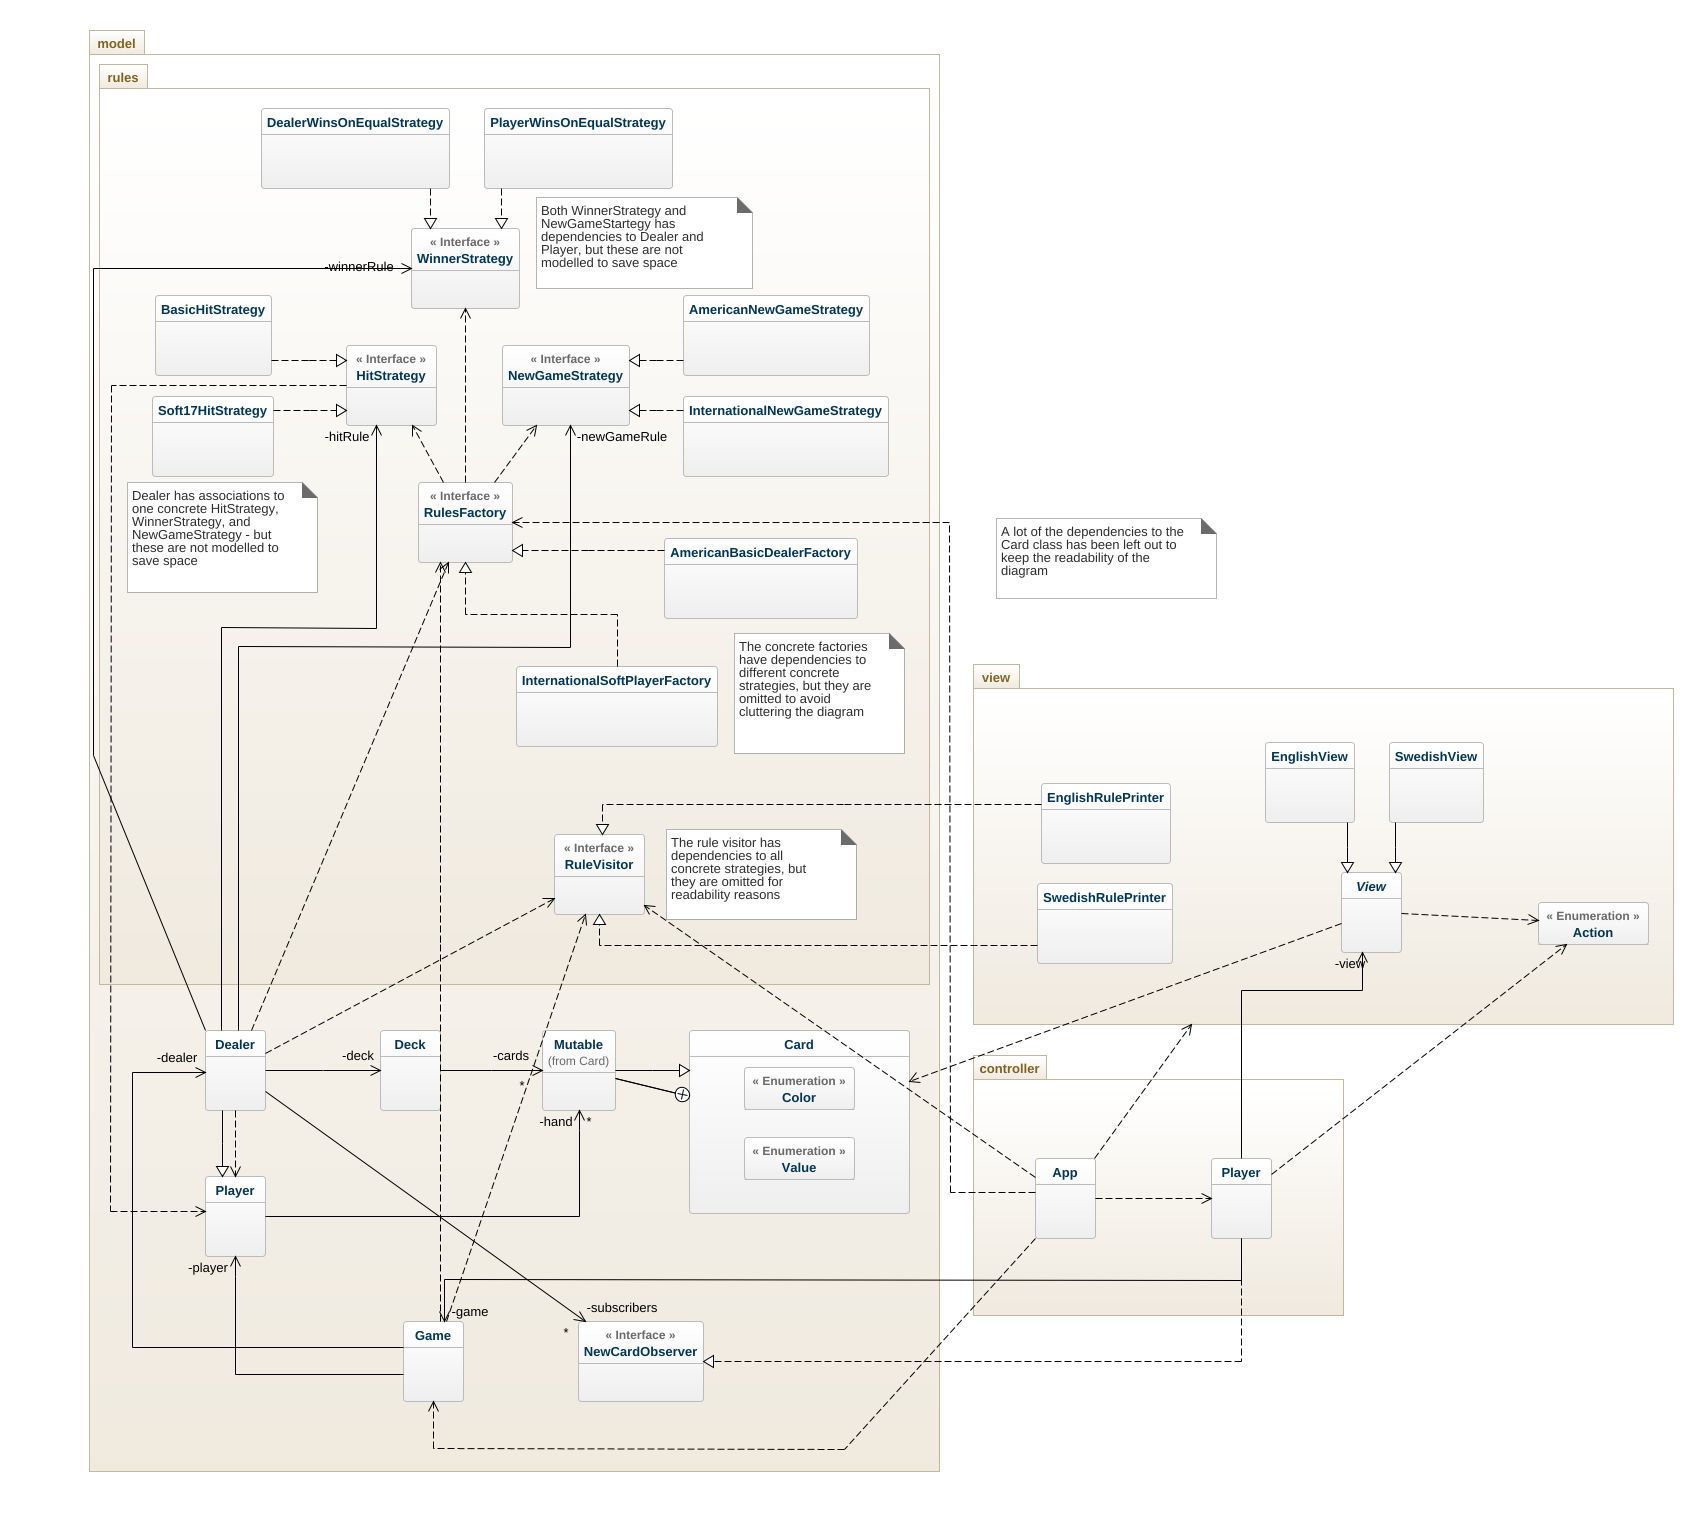 model
rules
DealerWinsOnEqualStrategy
PlayerWinsOnEqualStrategy
Both WinnerStrategy and
NewGameStartegy has
dependencies to Dealer and
Player, but these are not
modelled to save space
« Interface »
WinnerStrategy
-winnerRule
BasicHitStrategy
AmericanNewGameStrategy
« Interface »
HitStrategy
« Interface »
NewGameStrategy
Soft17HitStrategy
InternationalNewGameStrategy
-hitRule
-newGameRule
Dealer has associations to
one concrete HitStrategy,
WinnerStrategy, and
NewGameStrategy - but
these are not modelled to
save space
« Interface »
RulesFactory
A lot of the dependencies to the
Card class has been left out to
keep the readability of the
diagram
AmericanBasicDealerFactory
The concrete factories
have dependencies to
different concrete
strategies, but they are
omitted to avoid
cluttering the diagram
InternationalSoftPlayerFactory
view
EnglishView
SwedishView
EnglishRulePrinter
« Interface »
RuleVisitor
The rule visitor has
dependencies to all
concrete strategies, but
they are omitted for
readability reasons
SwedishRulePrinter
View
« Enumeration »
Action
-view
Dealer
-dealer
-deck
Deck
-cards
*
Mutable
(from Card)
Card
« Enumeration »
Color
« Enumeration »
Value
-hand
*
controller
App
Player
Player
-player
-game
Game
-subscribers
*
« Interface »
NewCardObserver